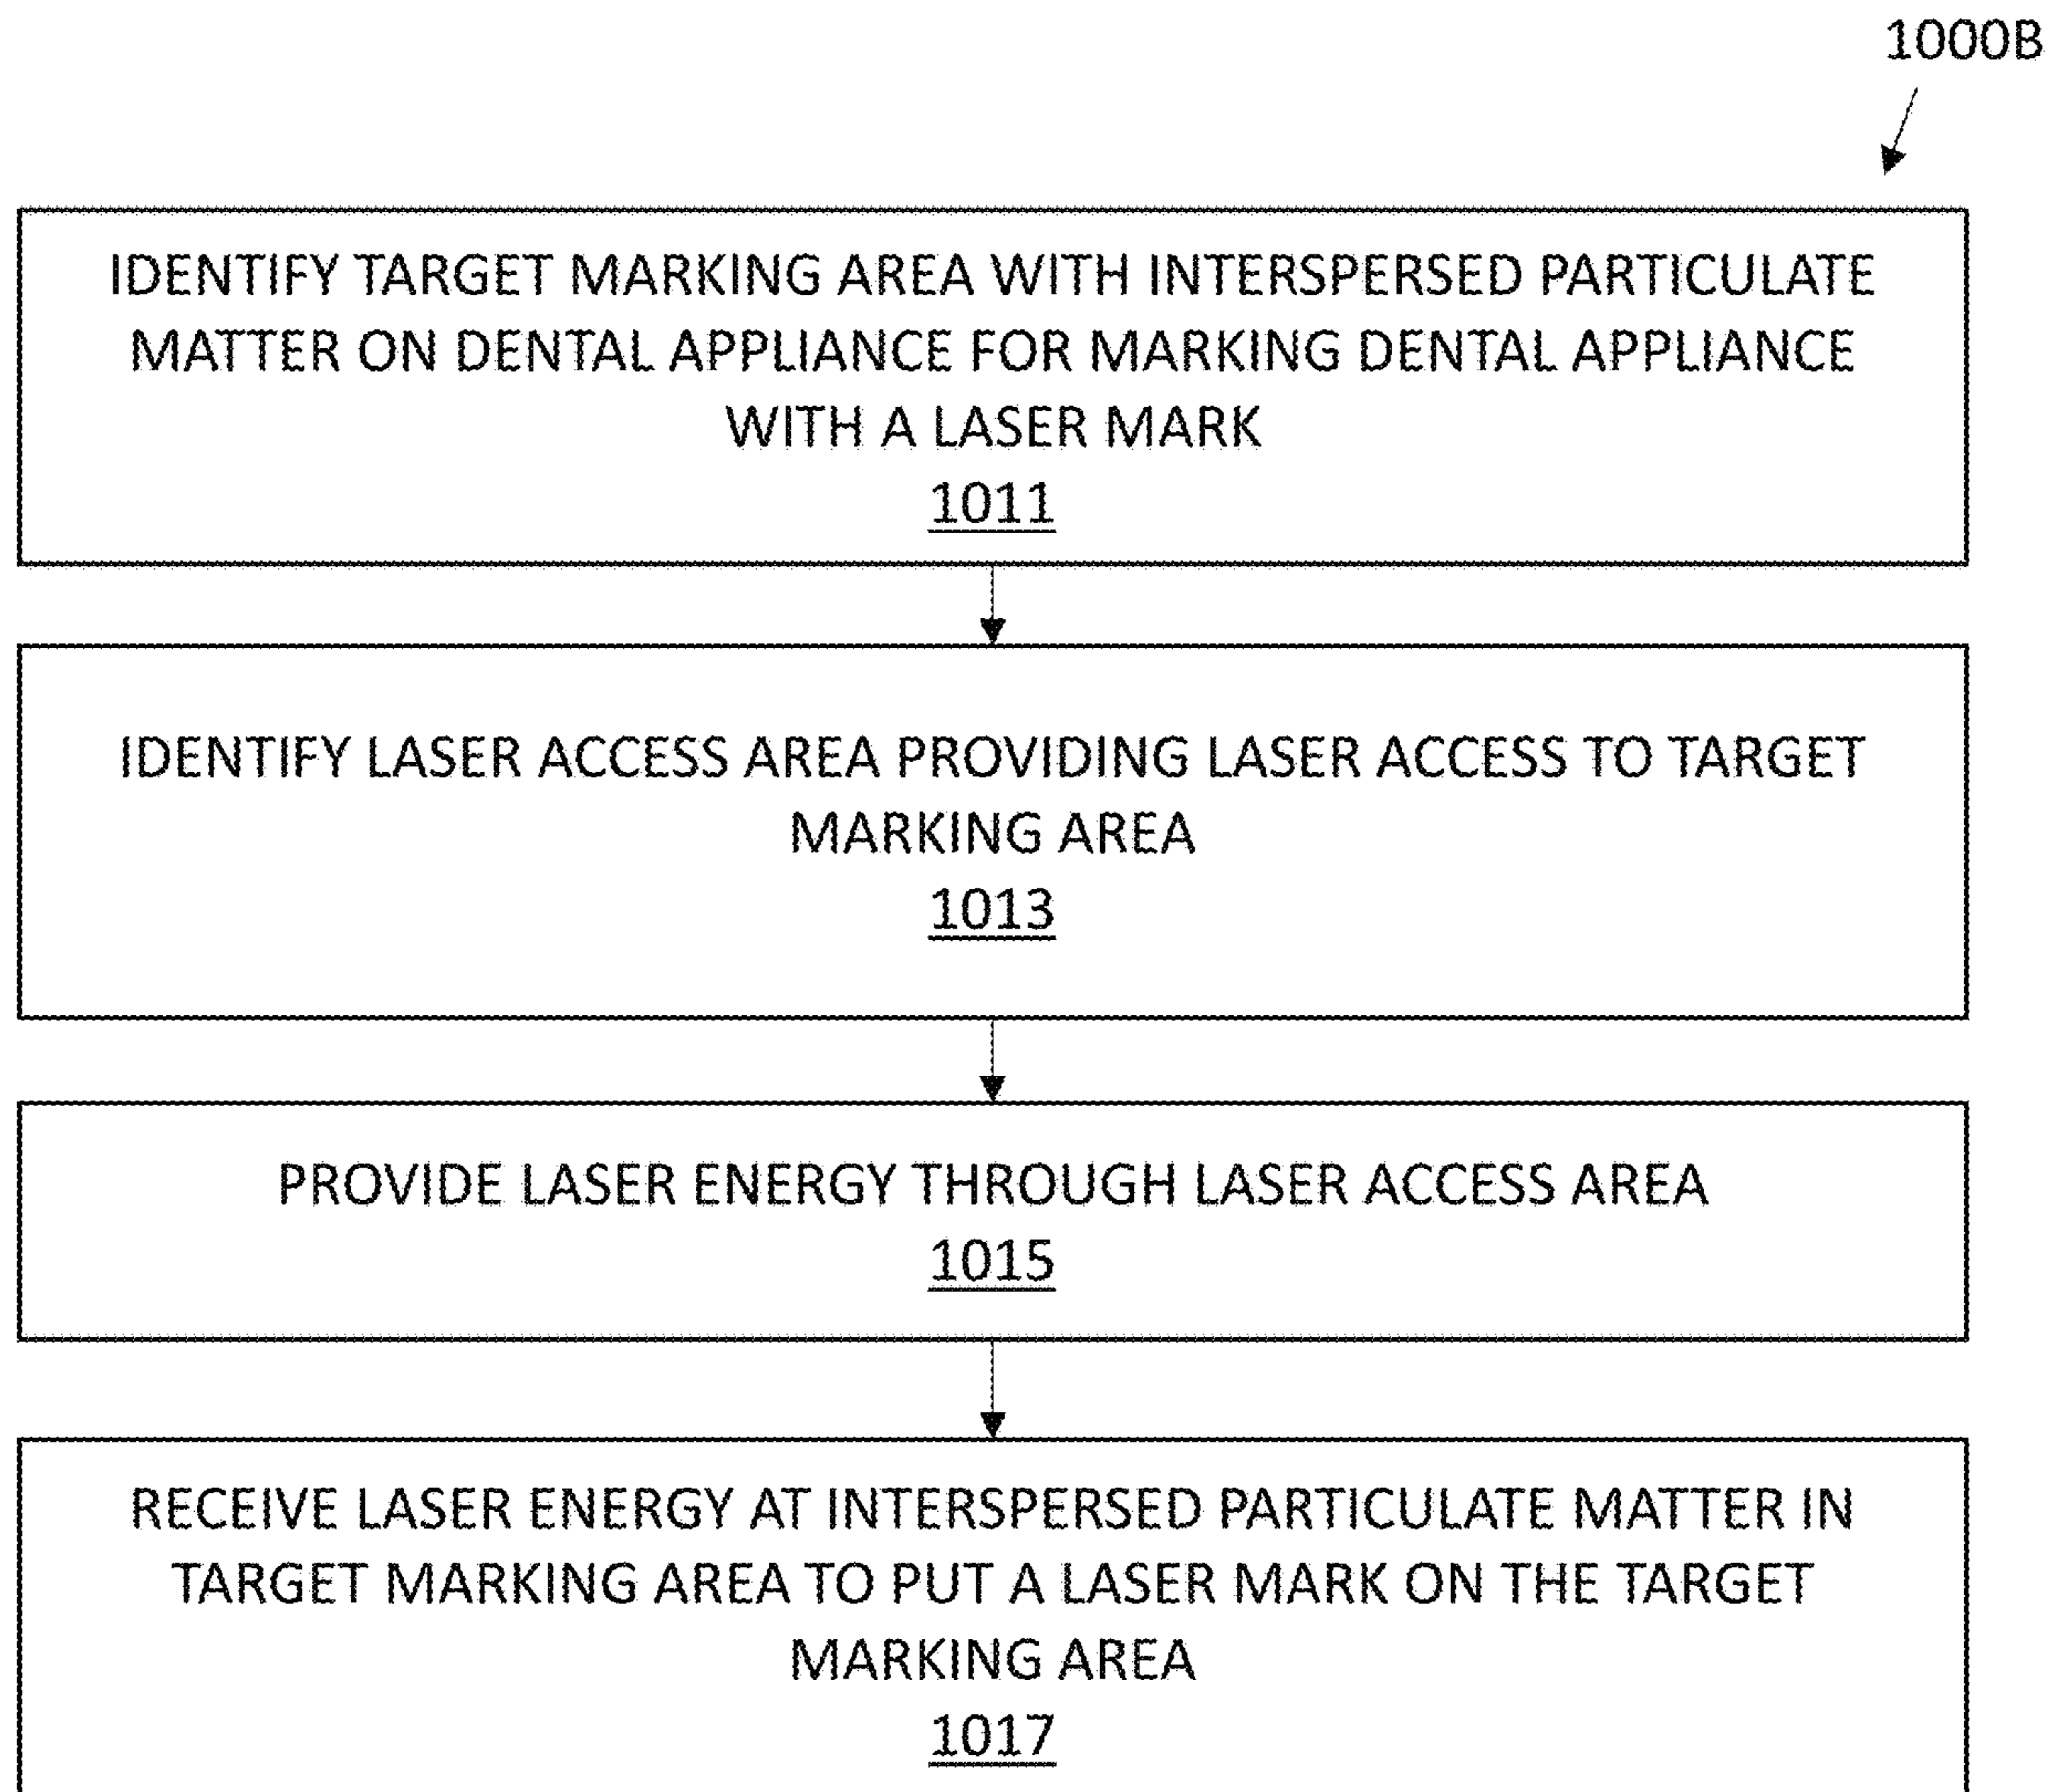 1000B
IDENTIFY TARGET MARKING AREA WITH INTERSPERSED PARTICULATE
MATTER ON DENTAL APPLIANCE FOR MARKING DENTAL APPLIANCE
WITH A LASER MARK
1011
IDENTIFY LASER ACCESS AREA PROVIDING LASER ACCESS TO TARGET
MARKING AREA
1013
PROVIDE LASER ENERGY THROUGH LASER ACCESS AREA
1015
RECEIVE LASER ENERGY AT INTERSPERSED PARTICULATE MATTER IN
TARGET MARKING AREA TO PUT A LASER MARK ON THE TARGET
MARKING AREA
1017